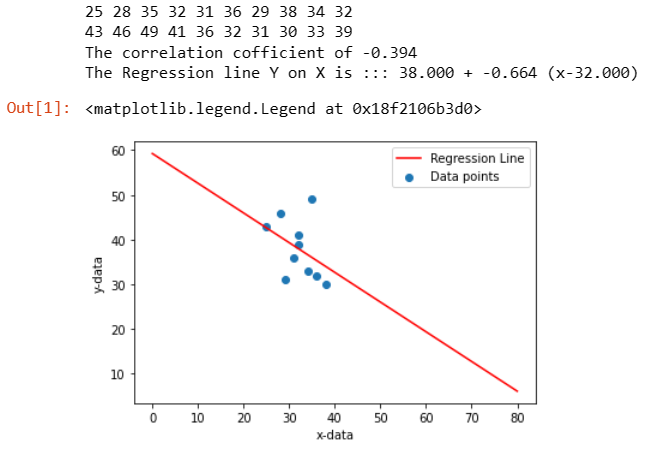 25 28 35 32 31 36 29 38 34 32
43 46 49 41 36 32 31 30 33 39
The correlation cofficient of -0.394
The Regression line Y on X is ::: 38.000 + -0.664 (x-32.000)
Out[1]: <matplotlib.legend.Legend at 0x18f2106b3d0>
Regression Line
Data points
60
50
40
30
20
10
y-data
0 10 20 30 40 50 60 70 80
x-data